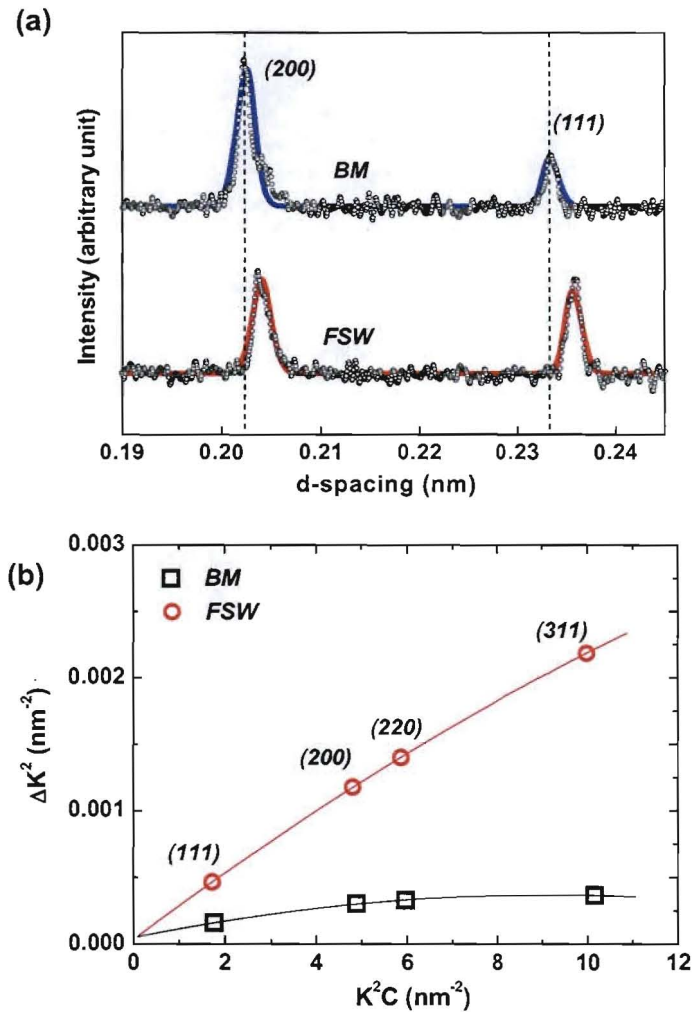 (a)
(200)
(111)
BM
FSW
Intensity (arbitrary unit)
0.19 0.20 0.21 0.22 0.23 0.24
d-spacing (nm)
(b)
BM
FSW
0.003
0.002
0.001
0.000
(311)
(220)
(200)
(111)
ΔK² (nm⁻²)
0 2 4 6 8 10 12
K²C (nm⁻²)